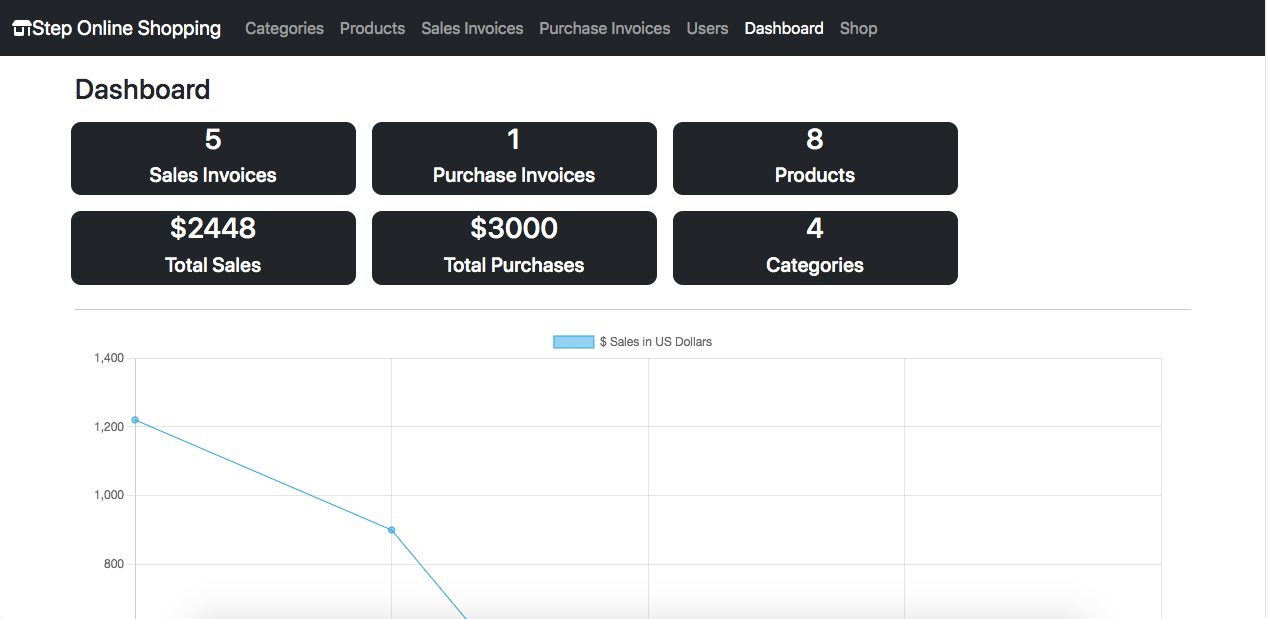 Step Online Shopping Categories Products Sales Invoices Purchase Invoices Users Dashboard Shop
Dashboard
5
Sales Invoices
1
Purchase Invoices
8
Products
$2448
Total Sales
$3000
Total Purchases
4
Categories
$ Sales in US Dollars
1,400
1,200
1,000
800